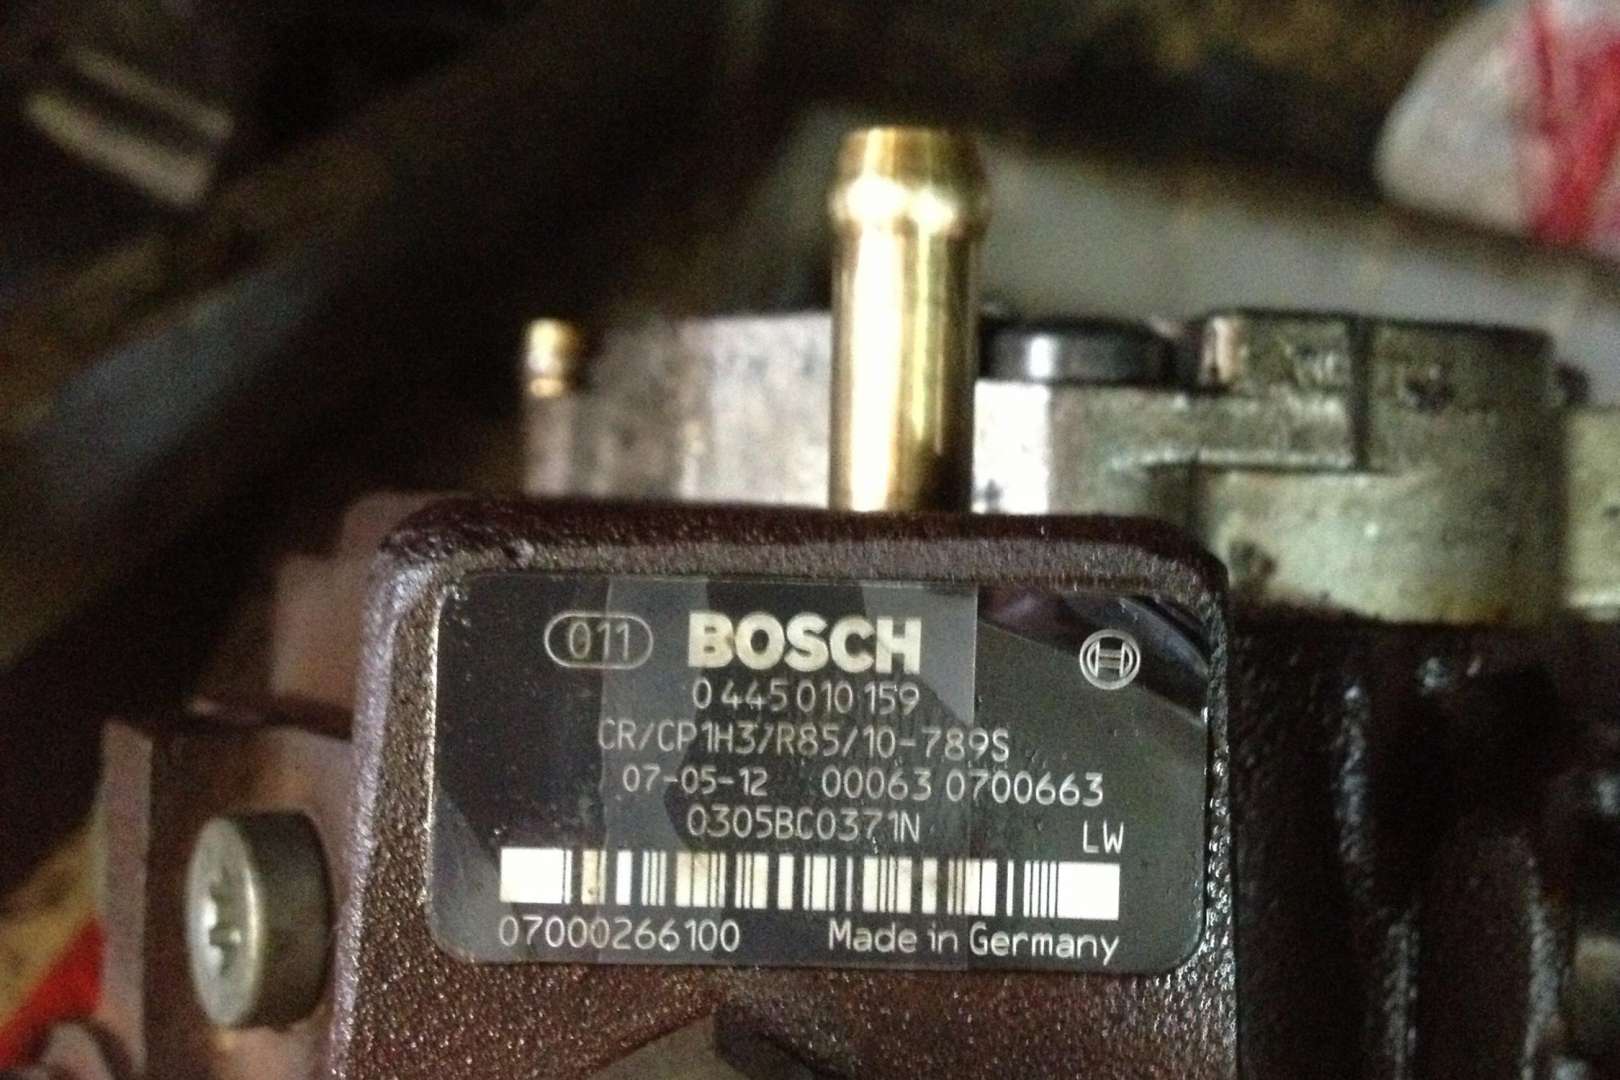 011 BOSCH
0 445 010 159
CR/CP1H3/R85/10-789S
07-05-12 00063 0700663
0305BC0371N LW
07000266100 Made in Germany